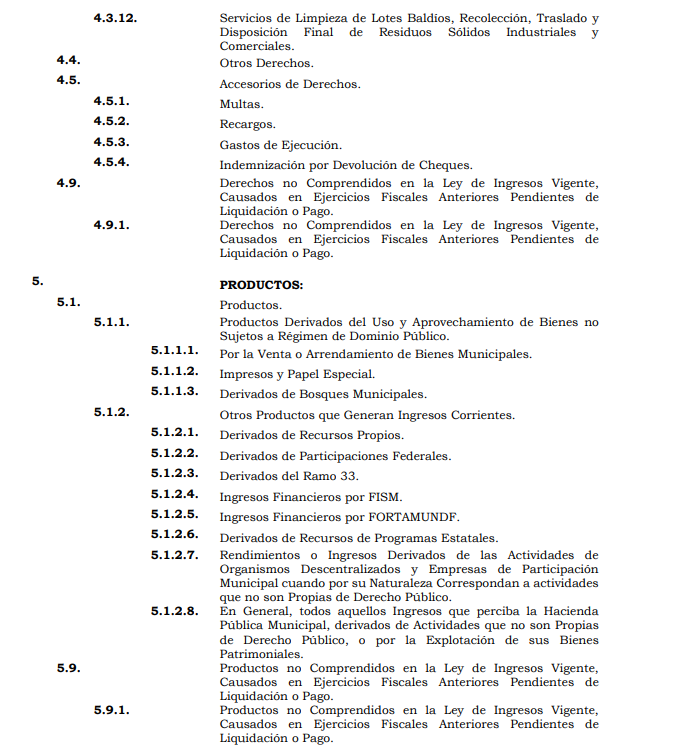 4.3.12. Servicios de Limpieza de Lotes Baldíos, Recolección, Traslado y
Disposición Final de Residuos Sólidos Industriales y
Comerciales.
4.4. Otros Derechos.
4.5. Accesorios de Derechos.
4.5.1. Multas.
4.5.2. Recargos.
4.5.3. Gastos de Ejecución.
4.5.4. Indemnización por Devolución de Cheques.
4.9. Derechos no Comprendidos en la Ley de Ingresos Vigente,
Causados en Ejercicios Fiscales Anteriores Pendientes de
Liquidación o Pago.
4.9.1. Derechos no Comprendidos en la Ley de Ingresos Vigente,
Causados en Ejercicios Fiscales Anteriores Pendientes de
Liquidación o Pago.
5. PRODUCTOS:
5.1. Productos.
5.1.1. Productos Derivados del Uso y Aprovechamiento de Bienes no
Sujetos a Régimen de Dominio Público.
5.1.1.1. Por la Venta o Arrendamiento de Bienes Municipales.
5.1.1.2. Impresos y Papel Especial.
5.1.1.3. Derivados de Bosques Municipales.
5.1.2. Otros Productos que Generan Ingresos Corrientes.
5.1.2.1. Derivados de Recursos Propios.
5.1.2.2. Derivados de Participaciones Federales.
5.1.2.3. Derivados del Ramo 33.
5.1.2.4. Ingresos Financieros por FISM.
5.1.2.5. Ingresos Financieros por FORTAMUNDF.
5.1.2.6. Derivados de Recursos de Programas Estatales.
5.1.2.7. Rendimientos o Ingresos Derivados de las Actividades de
Organismos Descentralizados y Empresas de Participación
Municipal cuando por su Naturaleza Correspondan a actividades
que no son Propias de Derecho Público.
5.1.2.8. En General, todos aquellos Ingresos que perciba la Hacienda
Pública Municipal, derivados de Actividades que no son Propias
de Derecho Público, o por la Explotación de sus Bienes
Patrimoniales.
5.9. Productos no Comprendidos en la Ley de Ingresos Vigente,
Causados en Ejercicios Fiscales Anteriores Pendientes de
Liquidación o Pago.
5.9.1. Productos no Comprendidos en la Ley de Ingresos Vigente,
Causados en Ejercicios Fiscales Anteriores Pendientes de
Liquidación o Pago.